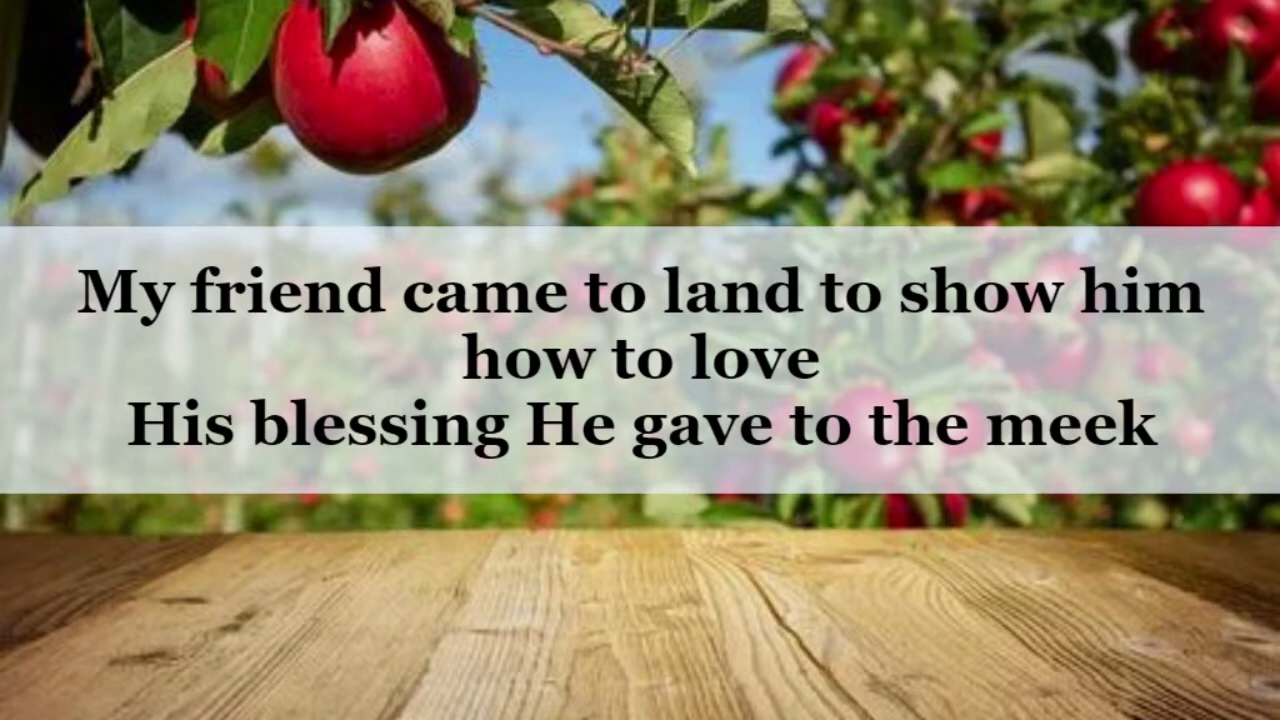 My friend came to land to show him
how to love
His blessing He gave to the meek